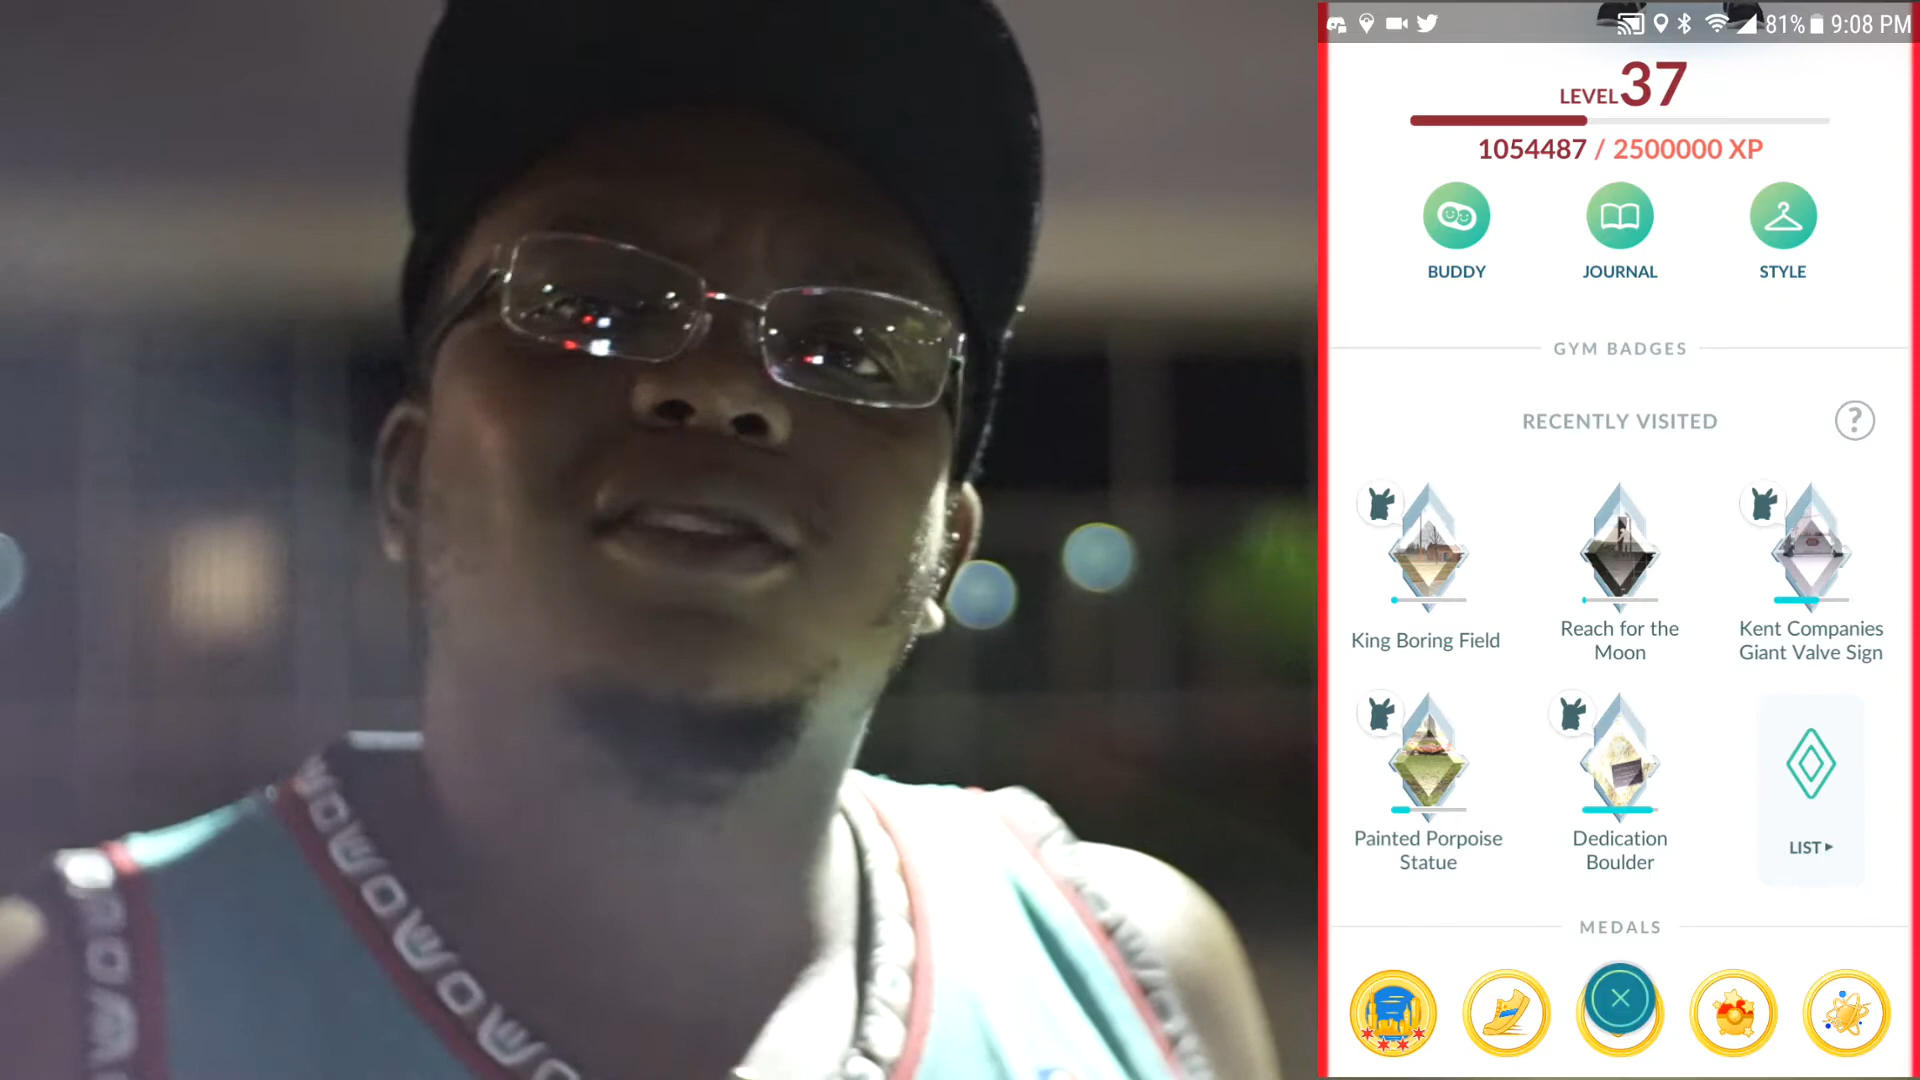 81% 9:08 PM
LEVEL 37
1054487 / 2500000 XP
BUDDY JOURNAL STYLE
GYM BADGES
RECENTLY VISITED ?
King Boring Field
Reach for the
Moon
Kent Companies
Giant Valve Sign
Painted Porpoise
Statue
Dedication
Boulder
LIST
MEDALS